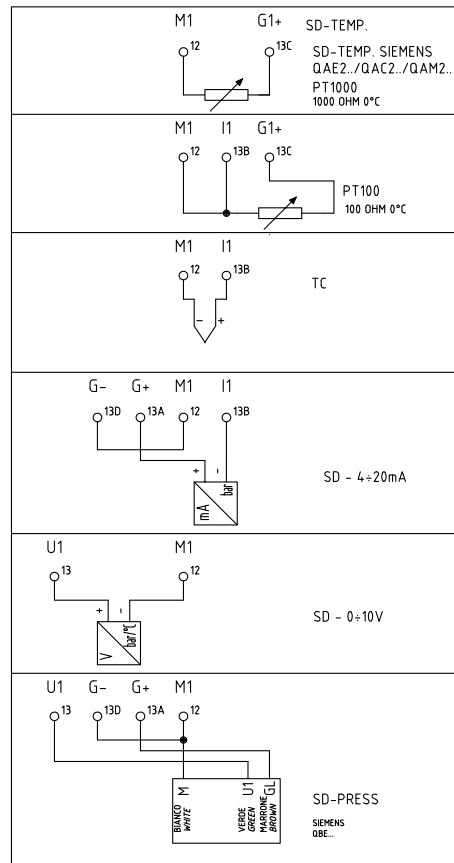 M1 G1+ SD-TEMP.
12 13C SD-TEMP. SIEMENS
QAE2../QAC2../QAM2..
PT1000
1000 OHM 0°C
M1 I1 G1+
12 13B 13C
PT100
100 OHM 0°C
M1 I1
12 13B
TC
- +
G- G+ M1 I1
13D 13A 12 13B
+ -
mA bar
SD - 4÷20mA
U1 M1
13 12
+ -
V bar/°C
SD - 0÷10V
U1 G- G+ M1
13 13D 13A 12
M U1 GL
BIANCO VERDE MARRONE
WHITE GREEN BROWN
SD-PRESS
SIEMENS
QBE...